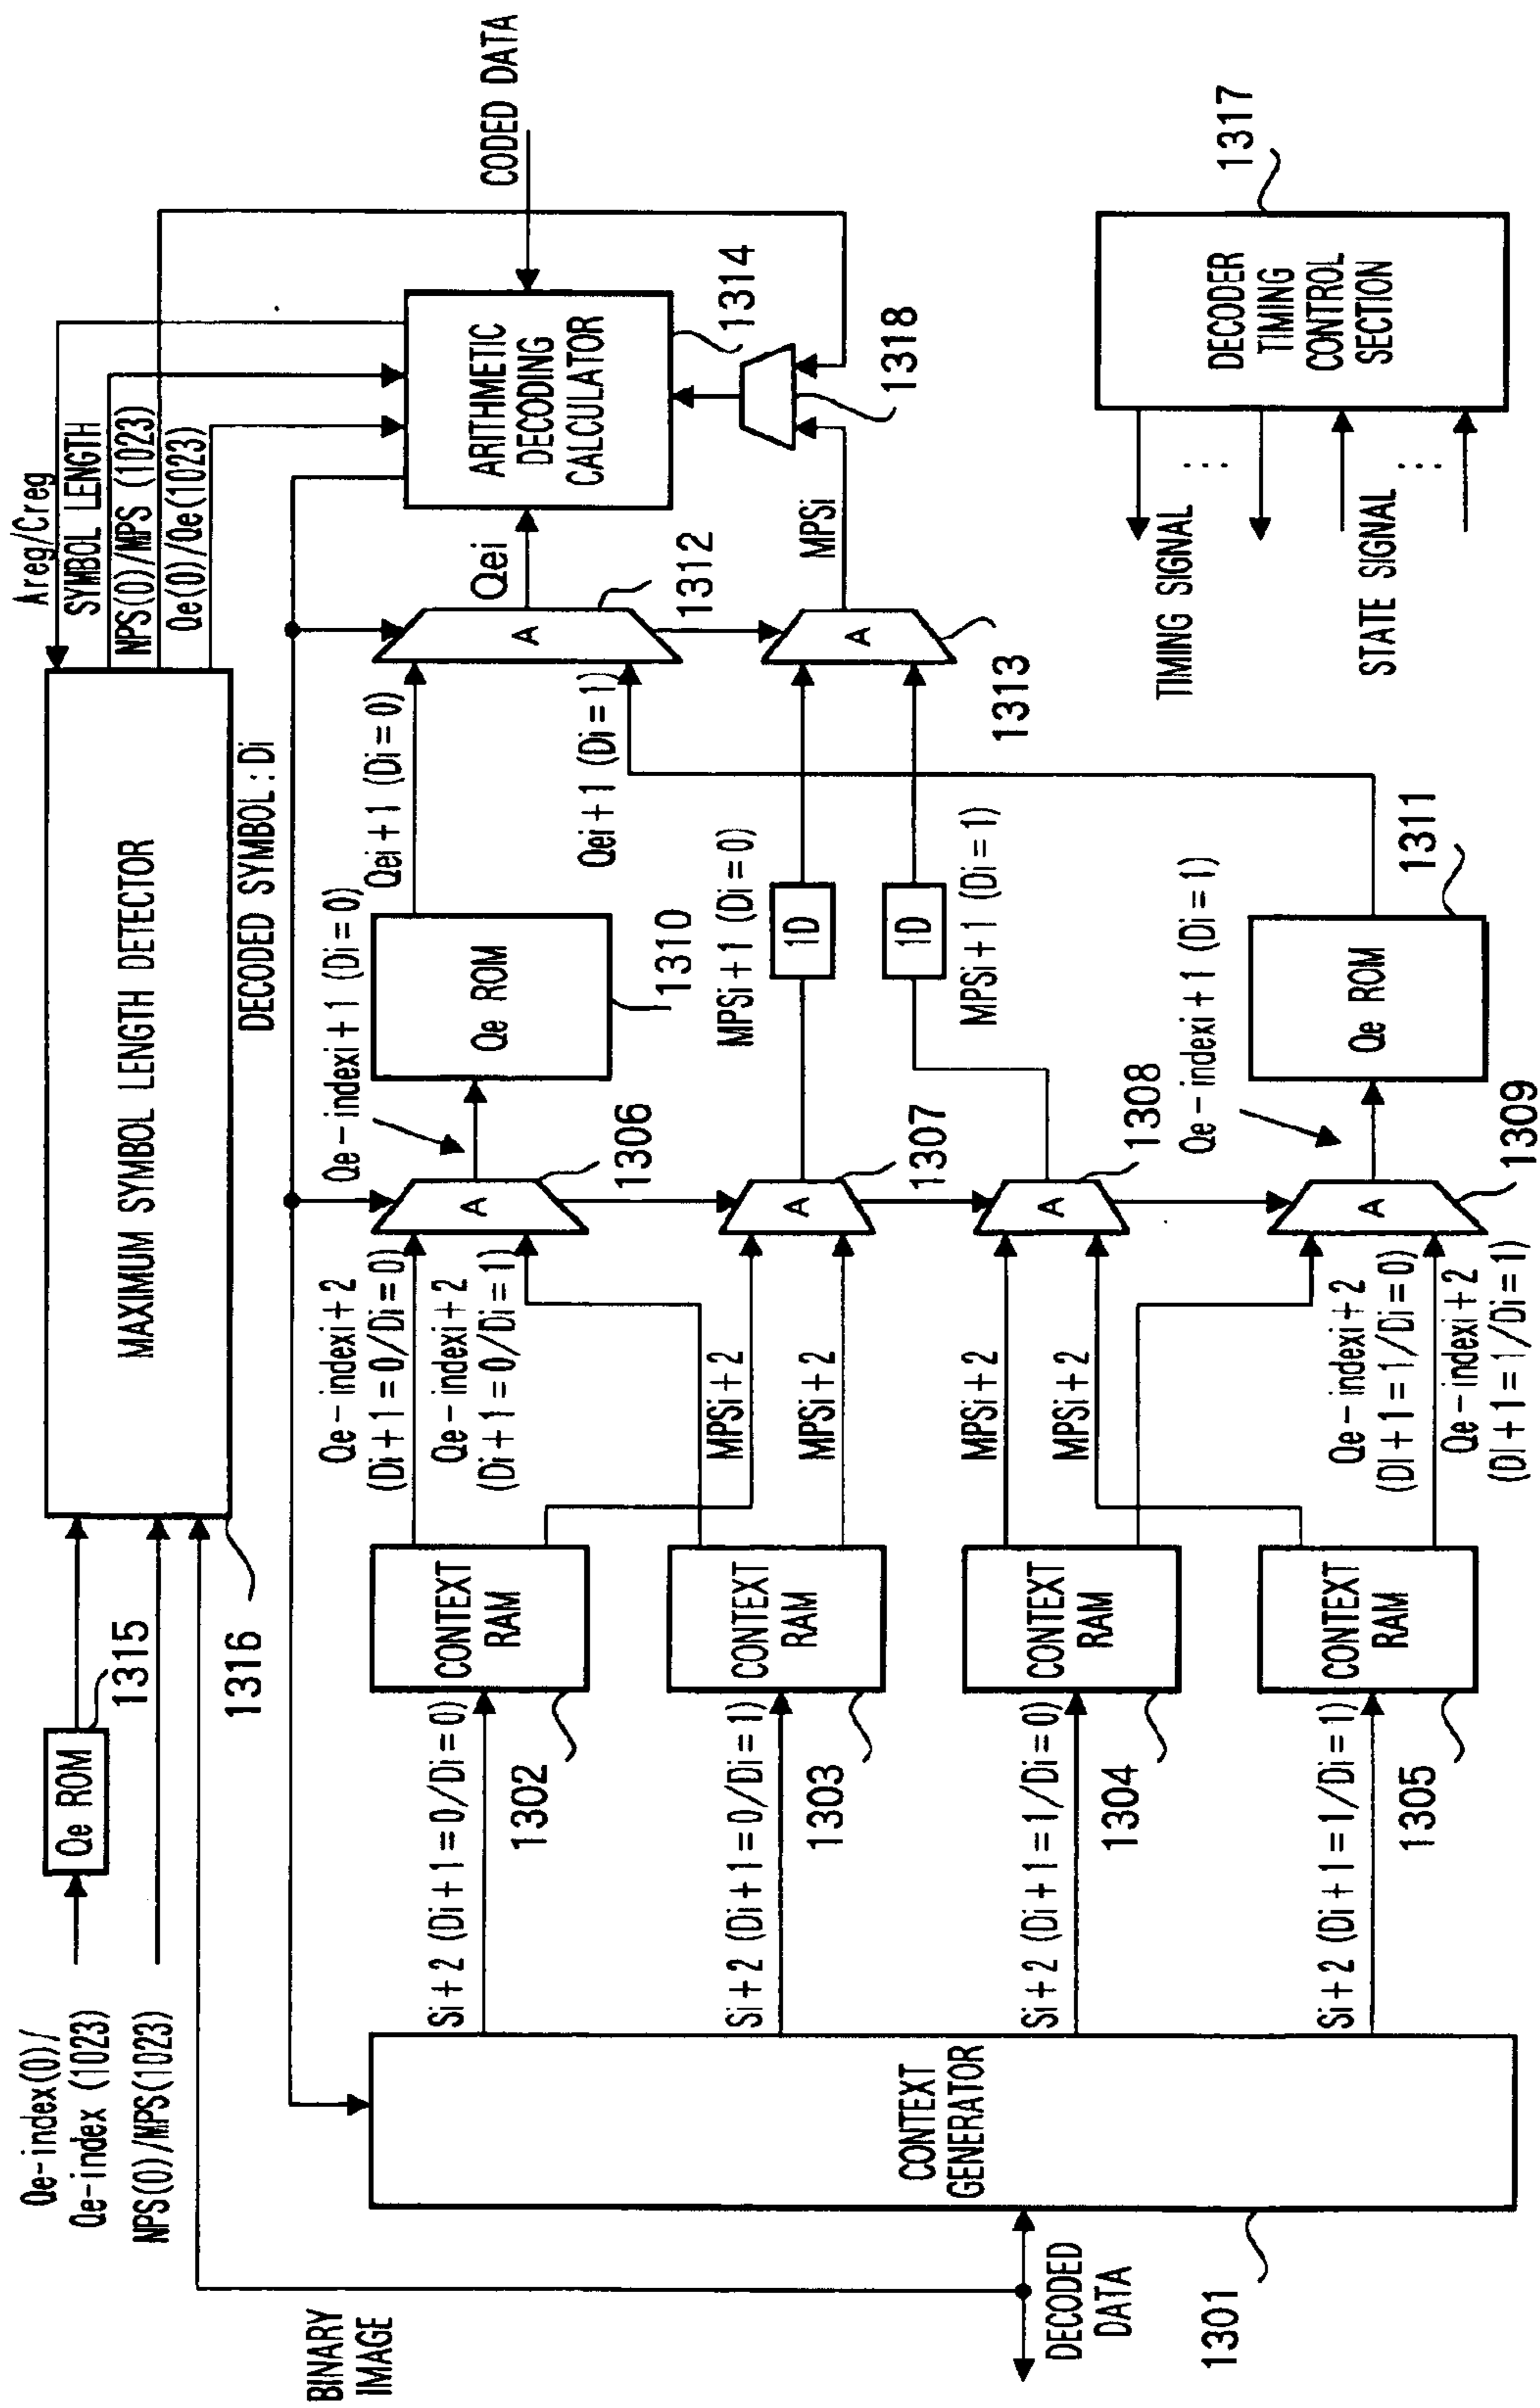 Qe-index(0)/
Qe-index (1023)
NPS(0)/MPS(1023)
Qe ROM
1315
1316
MAXIMUM SYMBOL LENGTH DETECTOR
Areg/Creg
SYMBOL LENGTH
NPS(0)/MPS (1023)
Qe(0)/Qe(1023)
DECODED SYMBOL : Di
BINARY
IMAGE
DECODED
DATA
CONTEXT
GENERATOR
1301
Si+2 (Di+1=0/Di=0)
Si+2 (Di+1=0/Di=1)
Si+2 (Di+1=1/Di=0)
Si+2 (Di+1=1/Di=1)
CONTEXT
RAM
1302
CONTEXT
RAM
1303
CONTEXT
RAM
1304
CONTEXT
RAM
1305
Qe-indexi+2
(Di+1=0/Di=0)
Qe-indexi+2
(Di+1=0/Di=1)
MPSi+2
MPSi+2
MPSi+2
MPSi+2
Qe-indexi+2
(DI+1=1/Di=0)
Qe-indexi+2
(DI+1=1/Di=1)
A
1306
A
1307
A
1308
A
1309
Qe-indexi+1 (Di=0)
Qe ROM
1310
MPSi+1 (Di=0)
1D
1D
MPSi+1 (Di=1)
Qe-indexi+1 (Di=1)
Qe ROM
1311
Qei+1 (Di=0)
Qei+1 (Di=1)
A
1312
A
1313
Qei
MPSi
ARITHMETIC
DECODING
CALCULATOR
1314
1318
CODED DATA
TIMING SIGNAL
STATE SIGNAL
DECODER
TIMING
CONTROL
SECTION
1317